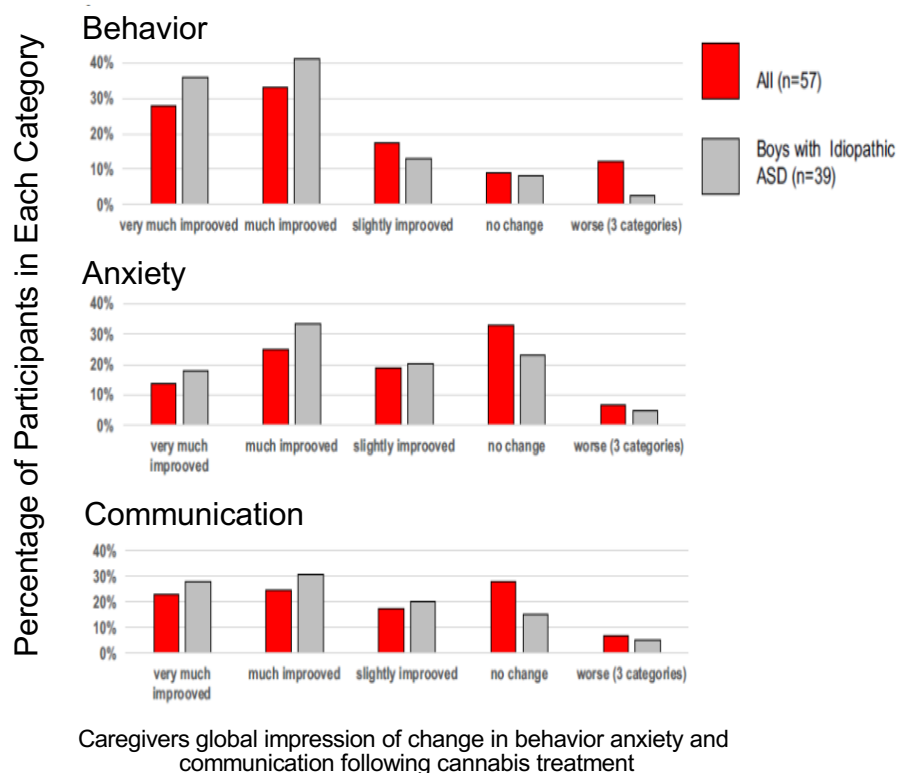 Percentage of Participants in Each Category
Behavior
40%
30%
20%
10%
0%
very much improoved
much improoved
slightly improoved
no change
worse (3 categories)
All (n=57)
Boys with Idiopathic
ASD (n=39)
Anxiety
40%
30%
20%
10%
0%
very much
improoved
much improoved
slightly improoved
no change
worse (3 categories)
Communication
40%
30%
20%
10%
0%
very much
improoved
much improoved
slightly improoved
no change
worse (3 categories)
Caregivers global impression of change in behavior anxiety and
communication following cannabis treatment